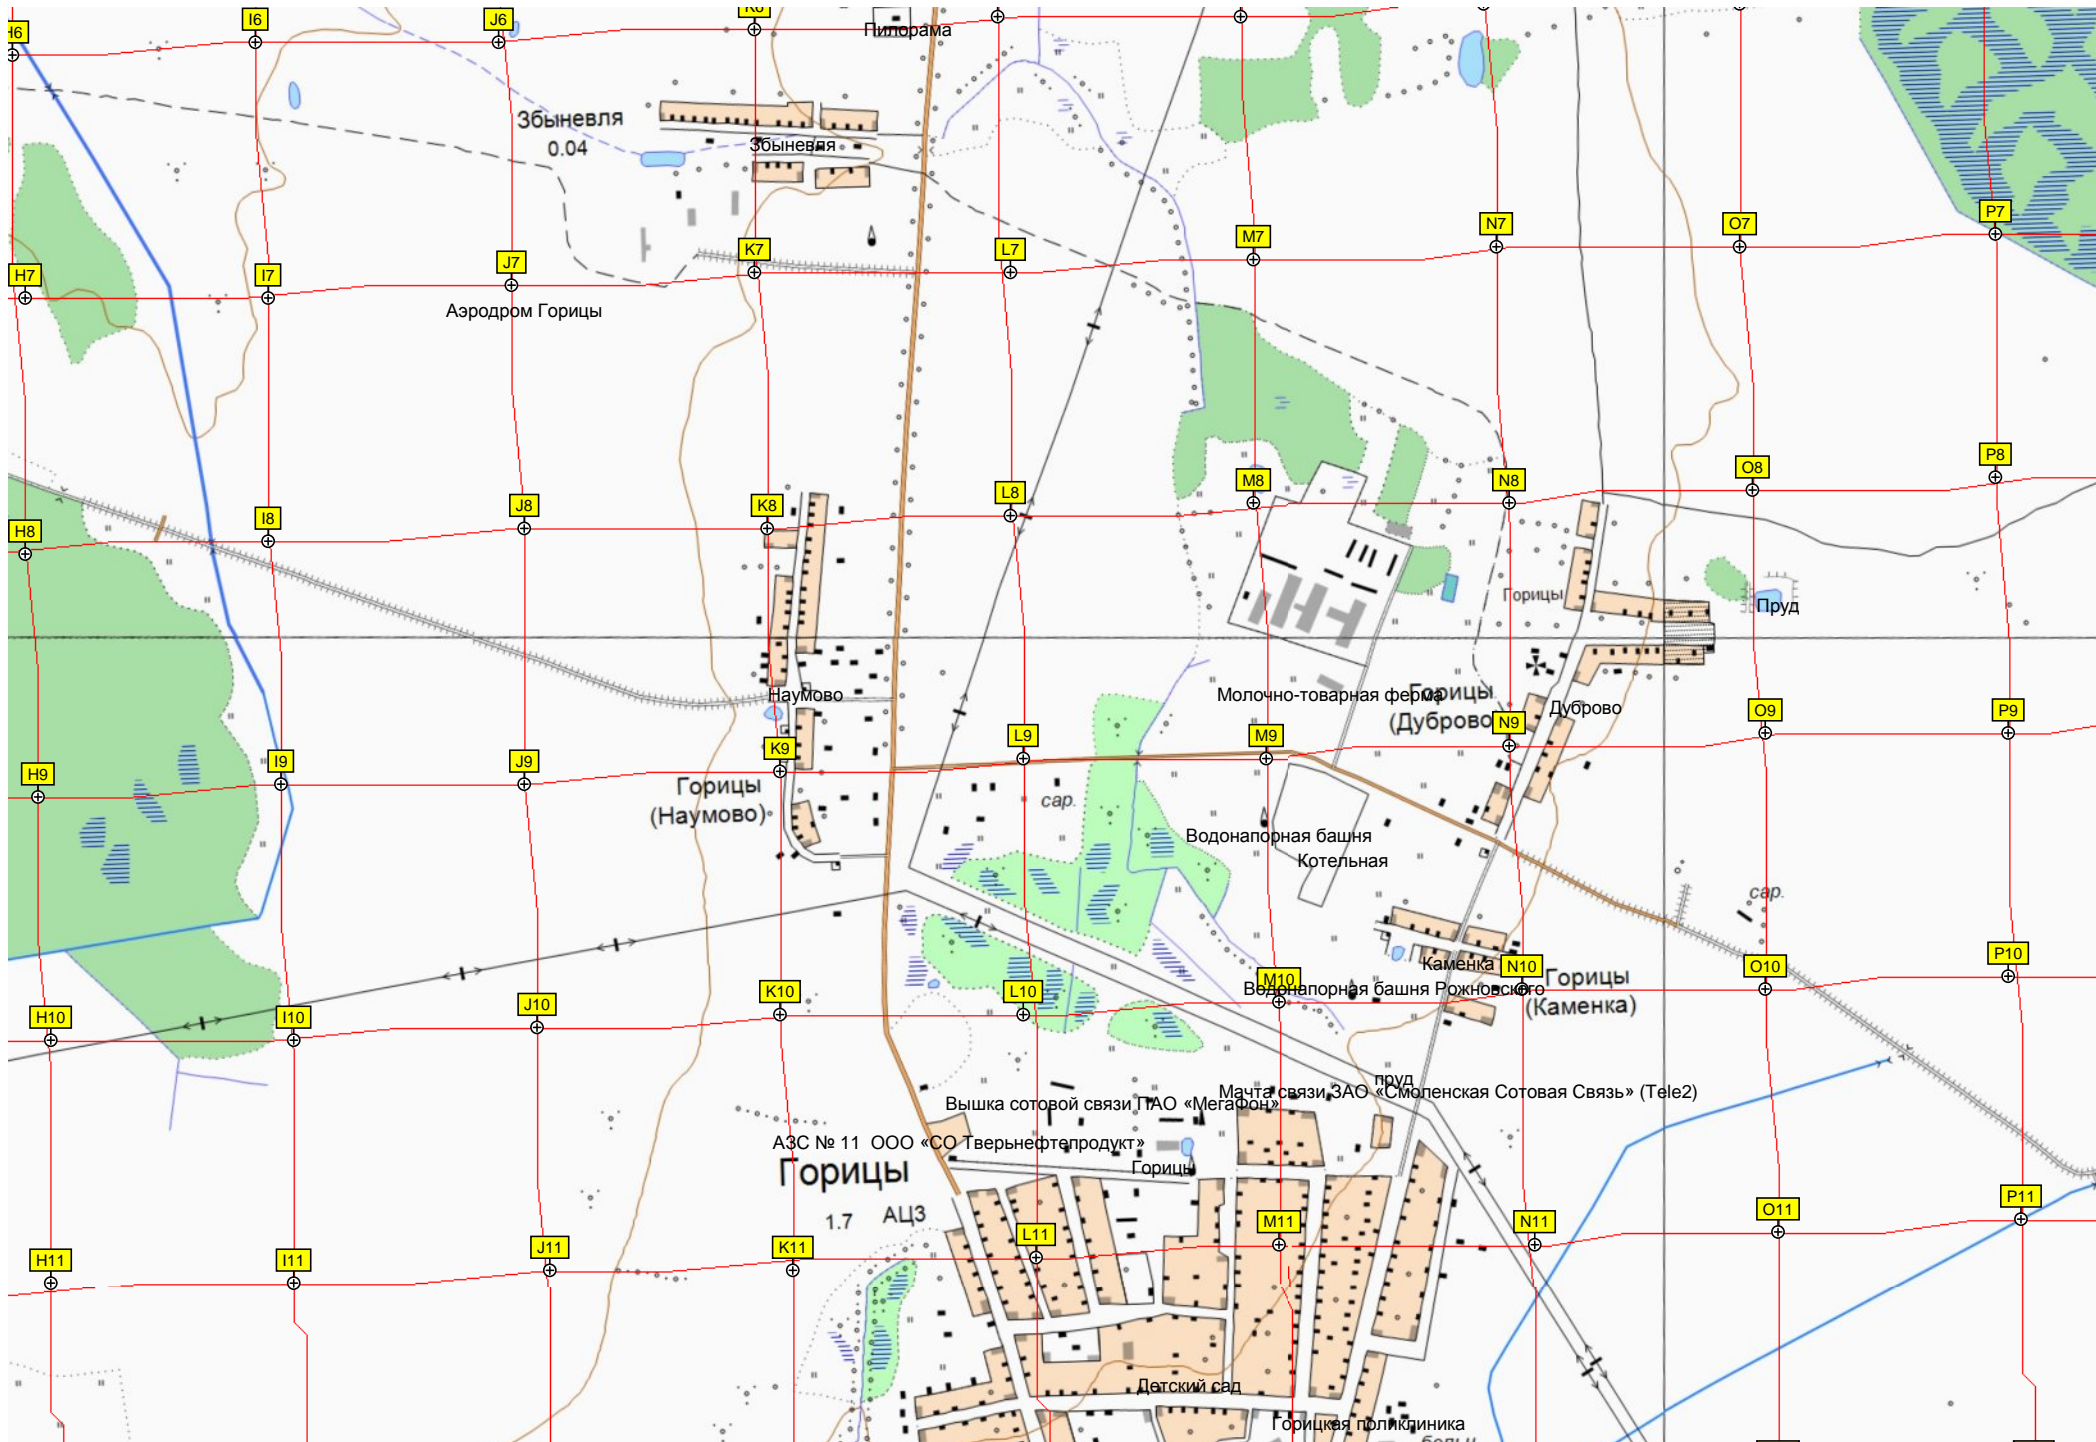 H6
I6
J6
K6
Пилорама
Збыневля
0.04
Збыневля
H7
I7
J7
K7
L7
M7
N7
O7
P7
Аэродром Горицы
H8
I8
J8
K8
L8
M8
N8
O8
P8
Горицы
Пруд
Наумово
Молочно-товарная ферма
Горицы
(Дуброво)
Дуброво
H9
I9
J9
K9
L9
M9
N9
O9
P9
Горицы
(Наумово)
сар.
Водонапорная башня
Котельная
сар.
Каменка
Горицы
(Каменка)
Водонапорная башня Рожновского
H10
I10
J10
K10
L10
M10
N10
O10
P10
пруд
Мачта связи ЗАО «Смоленская Сотовая Связь» (Tele2)
Вышка сотовой связи ПАО «МегаФон»
АЗС № 11 ООО «СО Тверьнефтепродукт»
Горицы
Горицы
1.7 АЦЗ
H11
I11
J11
K11
L11
M11
N11
O11
P11
Детский сад
Горицкая поликлиника